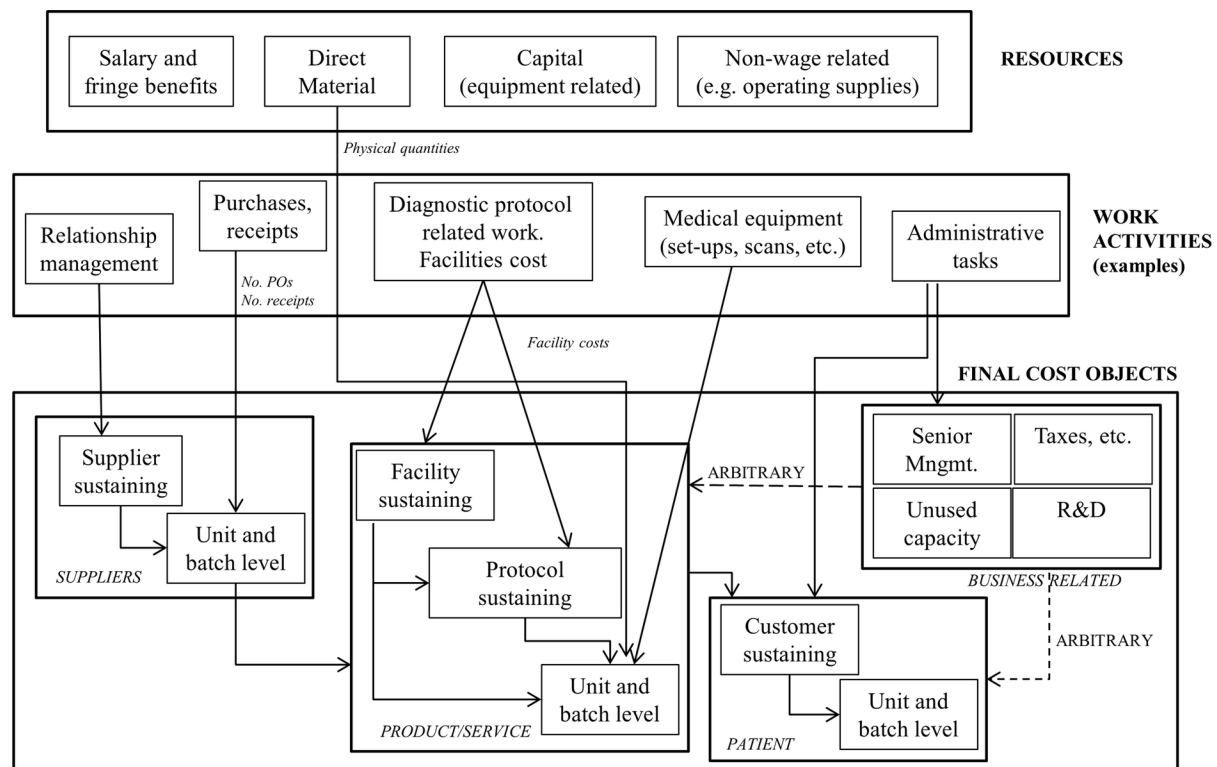 Salary and
fringe benefits
Direct
Material
Capital
(equipment related)
Non-wage related
(e.g. operating supplies)
RESOURCES
Physical quantities
Relationship
management
Purchases,
receipts
Diagnostic protocol
related work.
Facilities cost
Medical equipment
(set-ups, scans, etc.)
Administrative
tasks
WORK
ACTIVITIES
(examples)
No. POs
No. receipts
Facility costs
FINAL COST OBJECTS
Supplier
sustaining
Unit and
batch level
SUPPLIERS
Facility
sustaining
Protocol
sustaining
Unit and
batch level
PRODUCT/SERVICE
ARBITRARY
Senior
Mngmt.
Taxes, etc.
Unused
capacity
R&D
BUSINESS RELATED
ARBITRARY
Customer
sustaining
Unit and
batch level
PATIENT